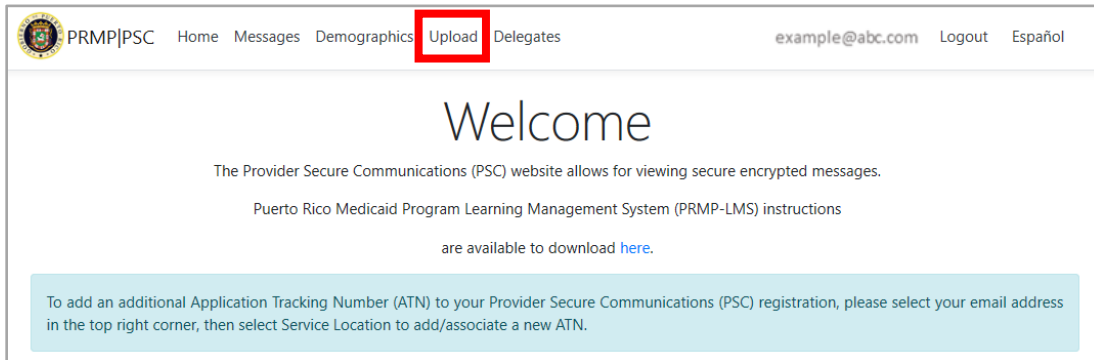 PRMP|PSC Home Messages Demographics Upload Delegates example@abc.com Logout Español
Welcome
The Provider Secure Communications (PSC) website allows for viewing secure encrypted messages.
Puerto Rico Medicaid Program Learning Management System (PRMP-LMS) instructions
are available to download here.
To add an additional Application Tracking Number (ATN) to your Provider Secure Communications (PSC) registration, please select your email address
in the top right corner, then select Service Location to add/associate a new ATN.